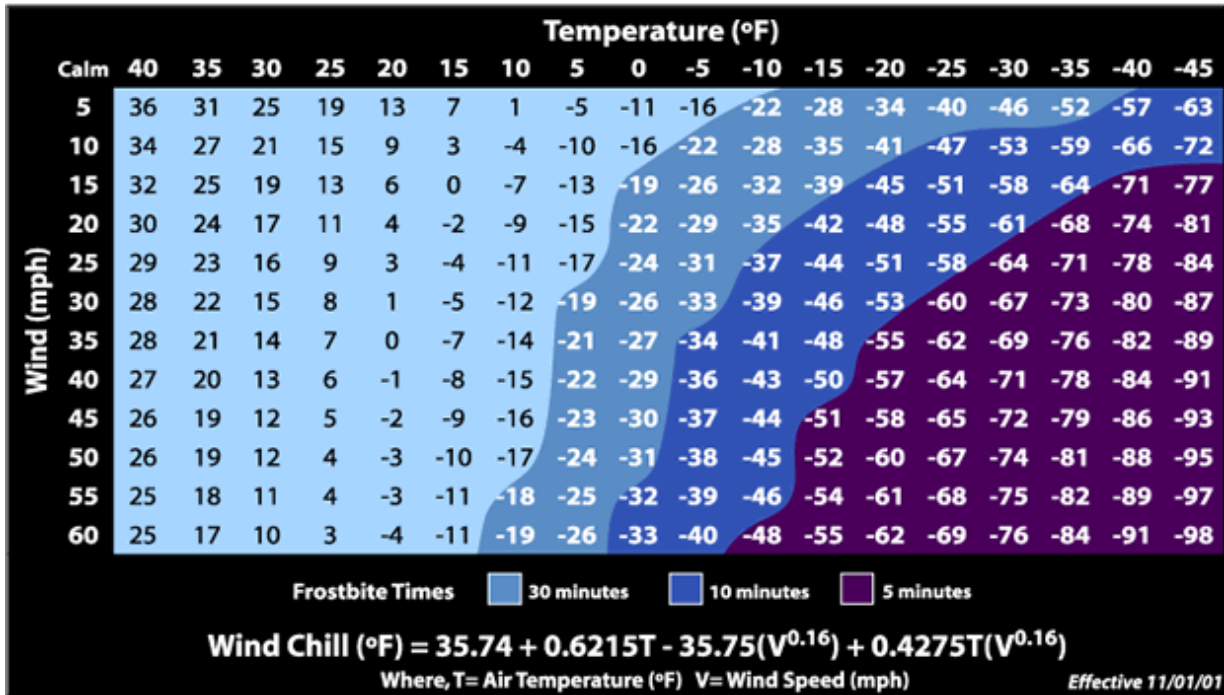 Temperature (ºF)
Calm 40 35 30 25 20 15 10 5 0 -5 -10 -15 -20 -25 -30 -35 -40 -45
5 36 31 25 19 13 7 1 -5 -11 -16 -22 -28 -34 -40 -46 -52 -57 -63
10 34 27 21 15 9 3 -4 -10 -16 -22 -28 -35 -41 -47 -53 -59 -66 -72
15 32 25 19 13 6 0 -7 -13 -19 -26 -32 -39 -45 -51 -58 -64 -71 -77
20 30 24 17 11 4 -2 -9 -15 -22 -29 -35 -42 -48 -55 -61 -68 -74 -81
25 29 23 16 9 3 -4 -11 -17 -24 -31 -37 -44 -51 -58 -64 -71 -78 -84
30 28 22 15 8 1 -5 -12 -19 -26 -33 -39 -46 -53 -60 -67 -73 -80 -87
35 28 21 14 7 0 -7 -14 -21 -27 -34 -41 -48 -55 -62 -69 -76 -82 -89
40 27 20 13 6 -1 -8 -15 -22 -29 -36 -43 -50 -57 -64 -71 -78 -84 -91
45 26 19 12 5 -2 -9 -16 -23 -30 -37 -44 -51 -58 -65 -72 -79 -86 -93
50 26 19 12 4 -3 -10 -17 -24 -31 -38 -45 -52 -60 -67 -74 -81 -88 -95
55 25 18 11 4 -3 -11 -18 -25 -32 -39 -46 -54 -61 -68 -75 -82 -89 -97
60 25 17 10 3 -4 -11 -19 -26 -33 -40 -48 -55 -62 -69 -76 -84 -91 -98
Wind (mph)
Frostbite Times 30 minutes 10 minutes 5 minutes
Wind Chill (ºF) = 35.74 + 0.6215T - 35.75(V^0.16) + 0.4275T(V^0.16)
Where, T= Air Temperature (ºF) V= Wind Speed (mph) Effective 11/01/01